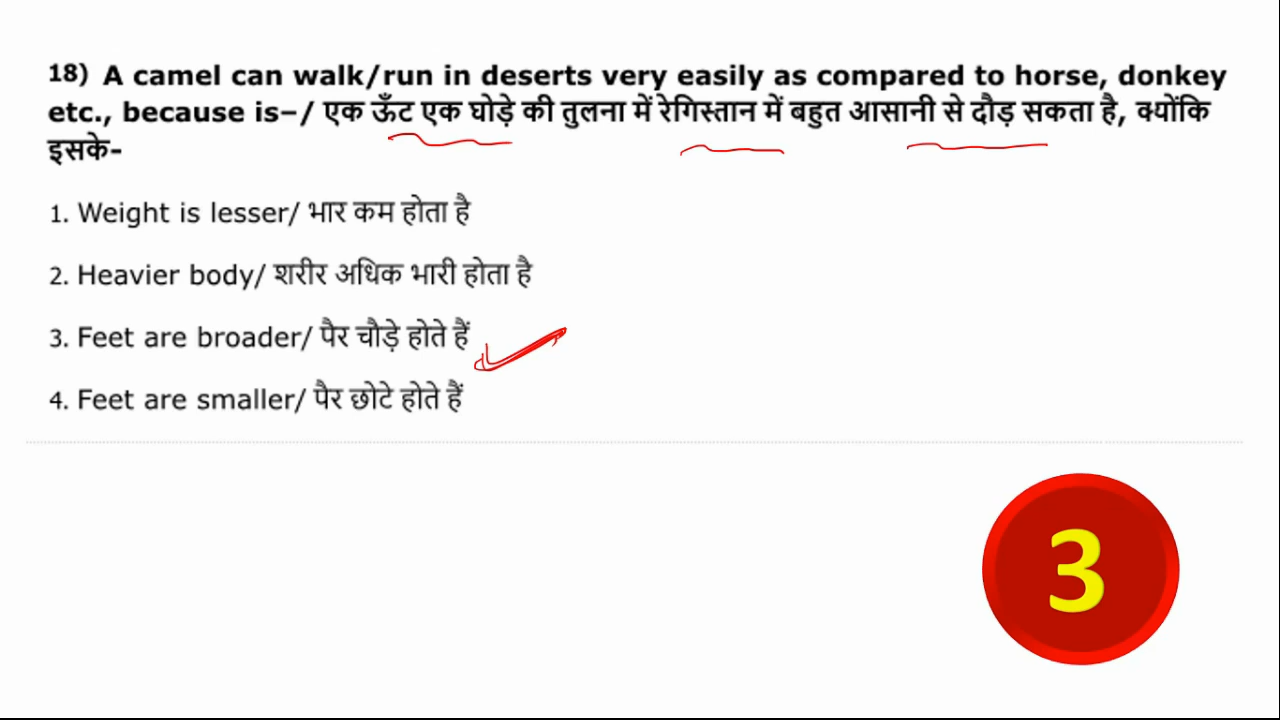 18) A camel can walk/run in deserts very easily as compared to horse, donkey
etc., because is–/ एक ऊँट एक घोड़े की तुलना में रेगिस्तान में बहुत आसानी से दौड़ सकता है, क्योंकि
इसके-
1. Weight is lesser/ भार कम होता है
2. Heavier body/ शरीर अधिक भारी होता है
3. Feet are broader/ पैर चौड़े होते हैं
4. Feet are smaller/ पैर छोटे होते हैं
3